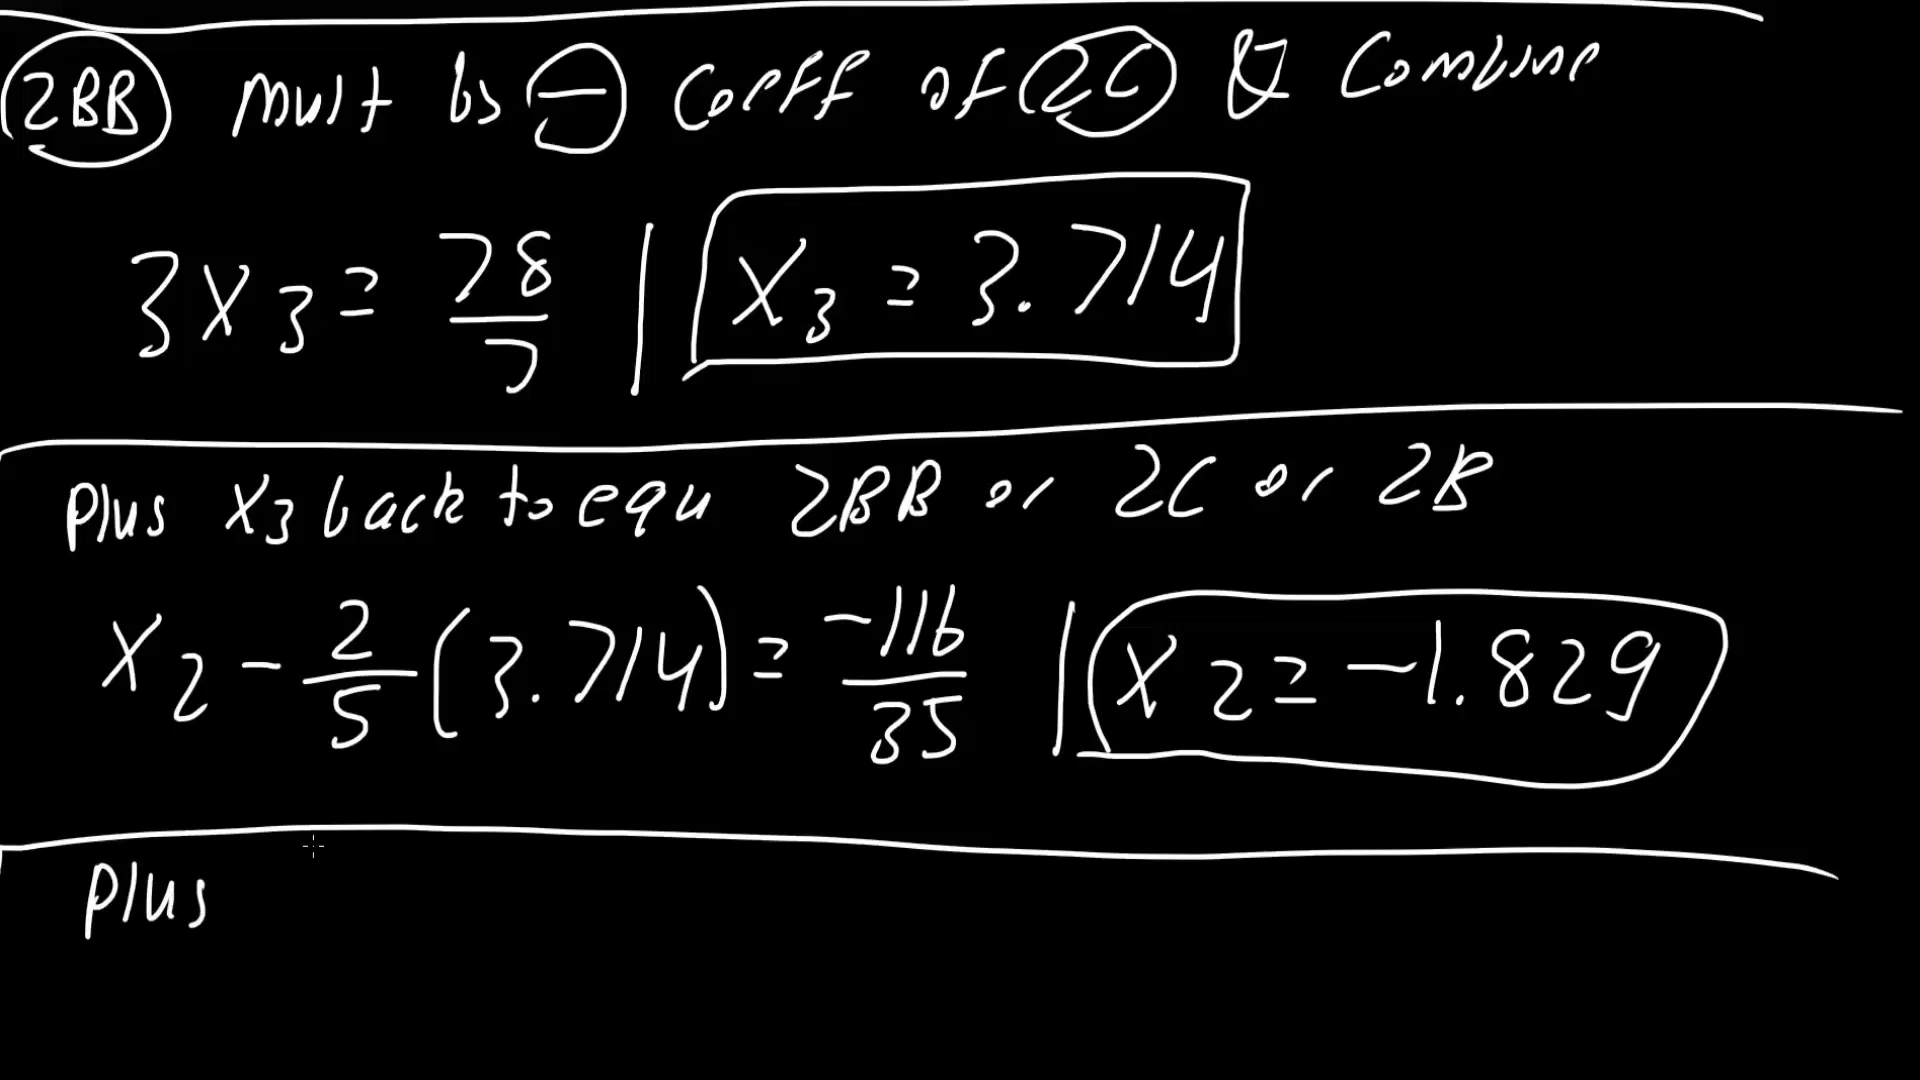 2BB mult by - Coeff of 2C & Combine
3X3 = 78/7 | X3 = 3.714
Plus X3 back to equ 2BB or 2C or 2B
X2 - 2/5 (3.714) = -116/35 | X2 = -1.829
Plus